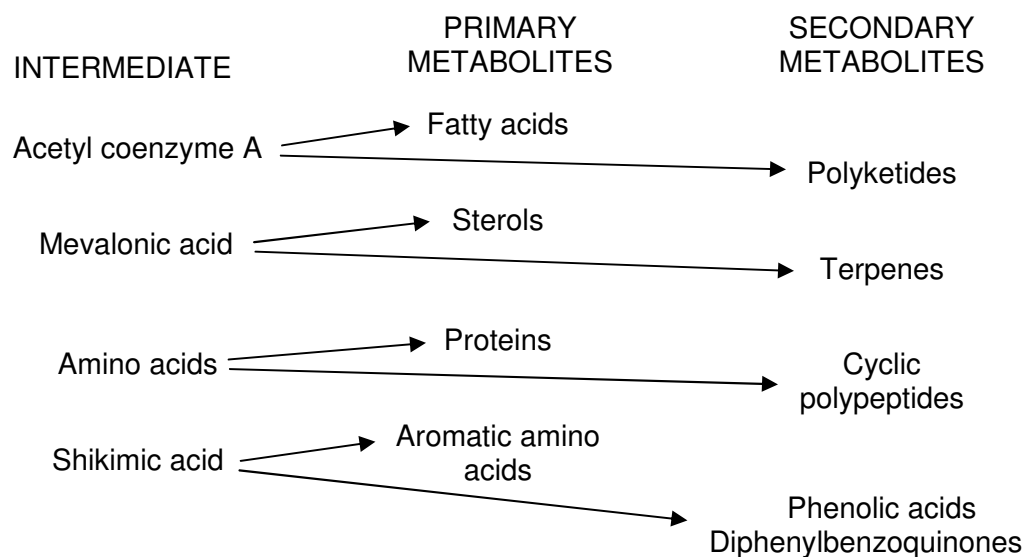 INTERMEDIATE
PRIMARY
METABOLITES
SECONDARY
METABOLITES
Acetyl coenzyme A
Fatty acids
Polyketides
Mevalonic acid
Sterols
Terpenes
Amino acids
Proteins
Cyclic
polypeptides
Shikimic acid
Aromatic amino
acids
Phenolic acids
Diphenylbenzoquinones